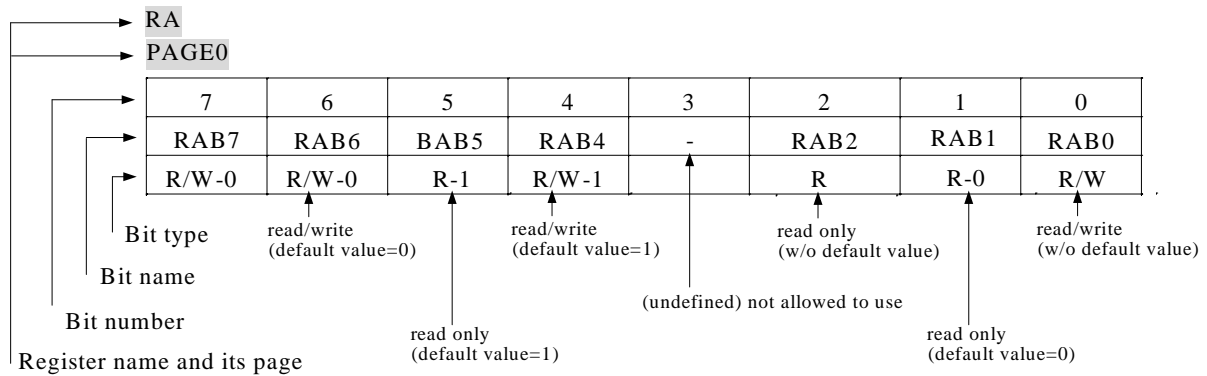 RA
PAGE0
7 6 5 4 3 2 1 0
RAB7 RAB6 BAB5 RAB4 - RAB2 RAB1 RAB0
R/W-0 R/W-0 R-1 R/W-1 R R-0 R/W
Bit type
read/write
(default value=0)
read/write
(default value=1)
read only
(w/o default value)
read/write
(w/o default value)
Bit name
(undefined) not allowed to use
Bit number
read only
(default value=1)
read only
(default value=0)
Register name and its page